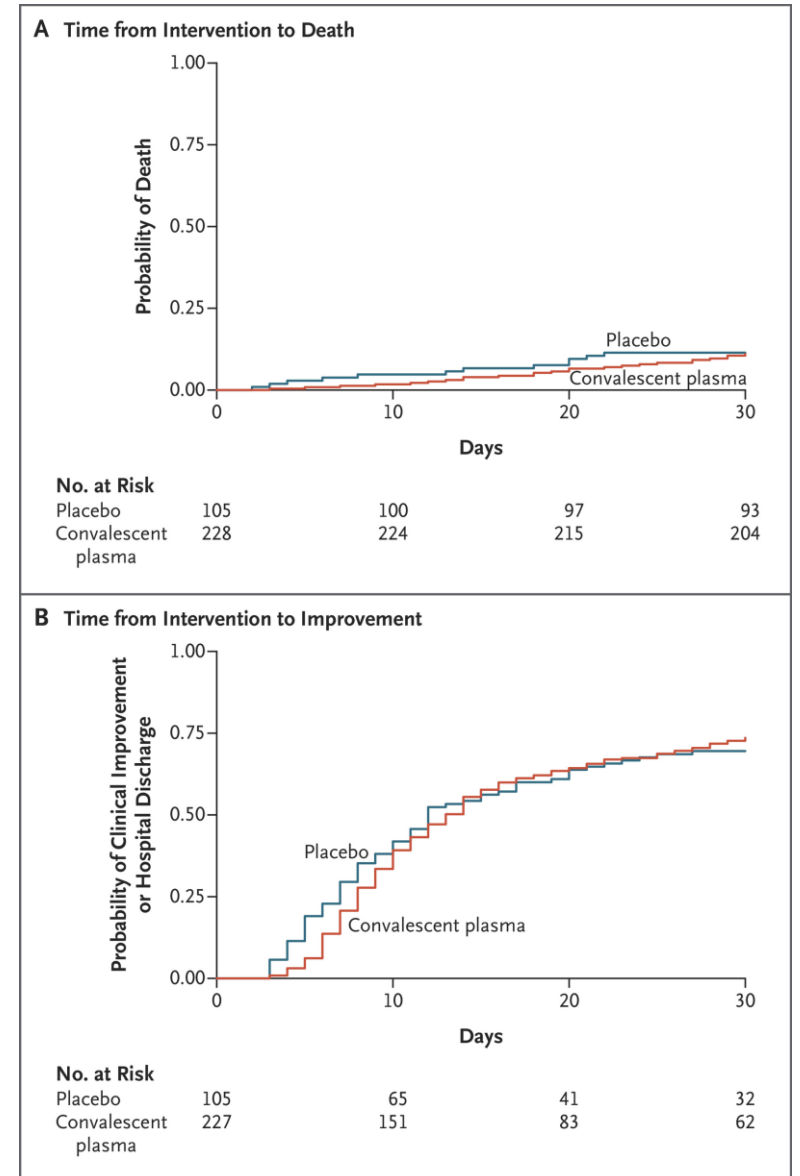 A Time from Intervention to Death
Probability of Death
1.00
0.75
0.50
0.25
0.00
Placebo
Convalescent plasma
0 10 20 30
Days
No. at Risk
Placebo 105 100 97 93
Convalescent 228 224 215 204
plasma
B Time from Intervention to Improvement
Probability of Clinical Improvement
or Hospital Discharge
1.00
0.75
0.50
0.25
0.00
Placebo
Convalescent plasma
0 10 20 30
Days
No. at Risk
Placebo 105 65 41 32
Convalescent 227 151 83 62
plasma